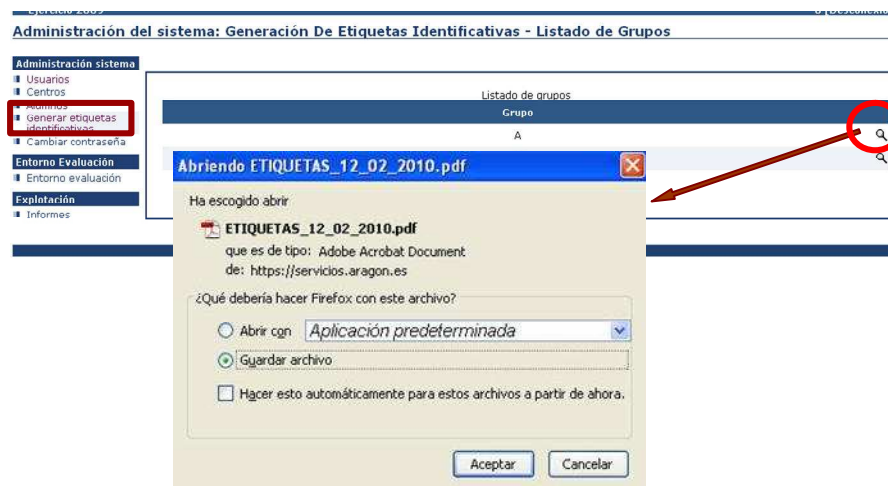 Ejercicio 2009
Administración del sistema: Generación De Etiquetas Identificativas - Listado de Grupos
Administración sistema
Usuarios
Centros
Alumnos
Generar etiquetas
identificativas
Cambiar contraseña
Entorno Evaluación
Entorno evaluación
Explotación
Informes
Listado de grupos
Grupo
A
Abriendo ETIQUETAS_12_02_2010.pdf
Ha escogido abrir
ETIQUETAS_12_02_2010.pdf
que es de tipo: Adobe Acrobat Document
de: https://servicios.aragon.es
¿Qué debería hacer Firefox con este archivo?
Abrir con Aplicación predeterminada
Guardar archivo
Hacer esto automáticamente para estos archivos a partir de ahora.
Aceptar Cancelar